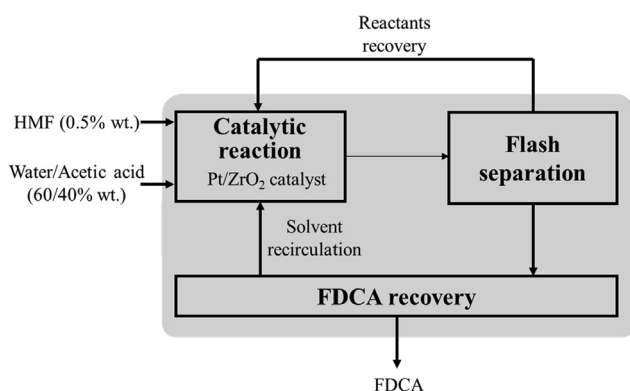 Reactants
recovery
HMF (0.5% wt.)
Catalytic
reaction
Pt/ZrO₂ catalyst
Flash
separation
Water/Acetic acid
(60/40% wt.)
Solvent
recirculation
FDCA recovery
FDCA